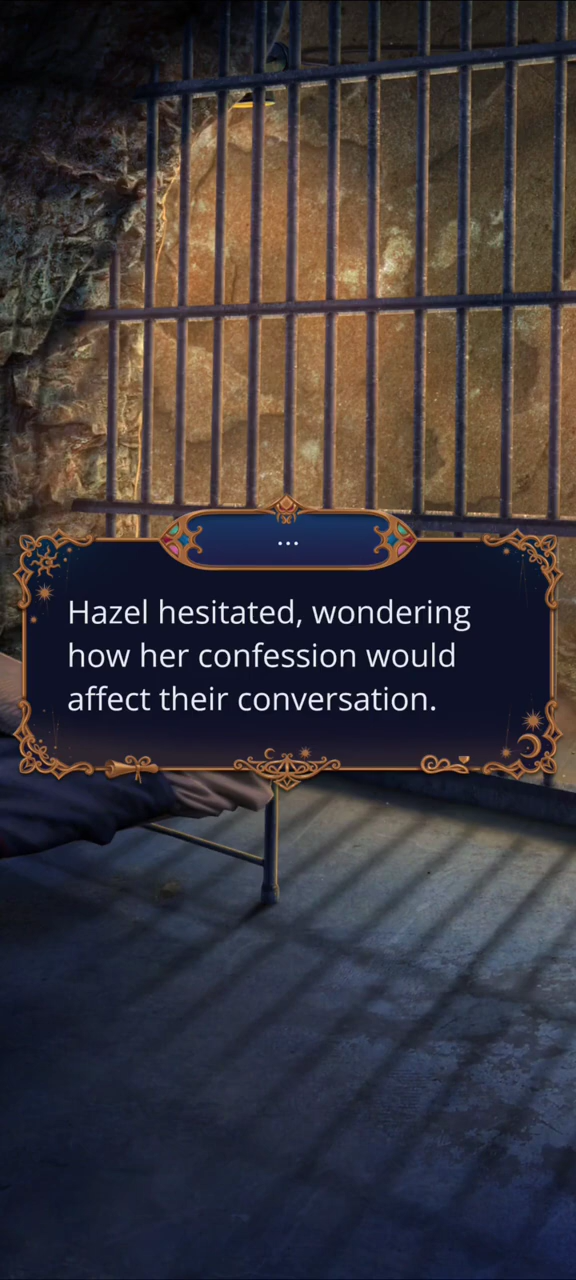 ...
Hazel hesitated, wondering
how her confession would
affect their conversation.